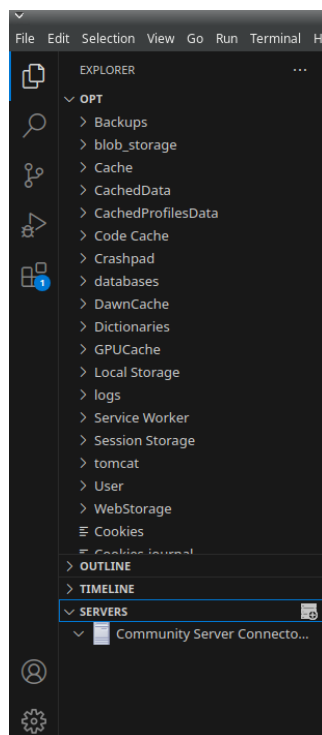 File Edit Selection View Go Run Terminal H
EXPLORER
OPT
Backups
blob_storage
Cache
CachedData
CachedProfilesData
Code Cache
Crashpad
databases
DawnCache
Dictionaries
GPUCache
Local Storage
logs
Service Worker
Session Storage
tomcat
User
WebStorage
Cookies
Cookies-journal
OUTLINE
TIMELINE
SERVERS
Community Server Connecto...
1